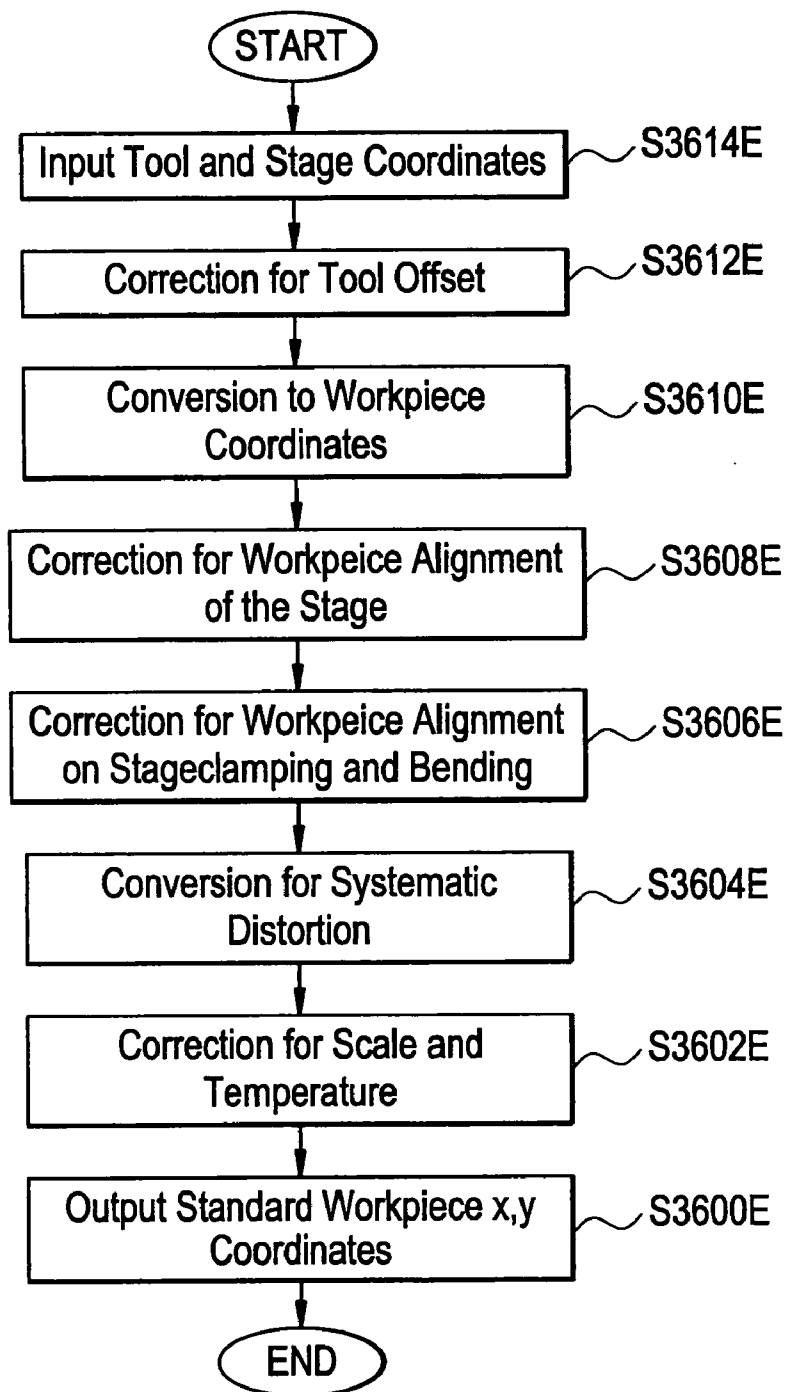 START
Input Tool and Stage Coordinates
S3614E
Correction for Tool Offset
S3612E
Conversion to Workpiece
Coordinates
S3610E
Correction for Workpeice Alignment
of the Stage
S3608E
Correction for Workpeice Alignment
on Stageclamping and Bending
S3606E
Conversion for Systematic
Distortion
S3604E
Correction for Scale and
Temperature
S3602E
Output Standard Workpiece x,y
Coordinates
S3600E
END